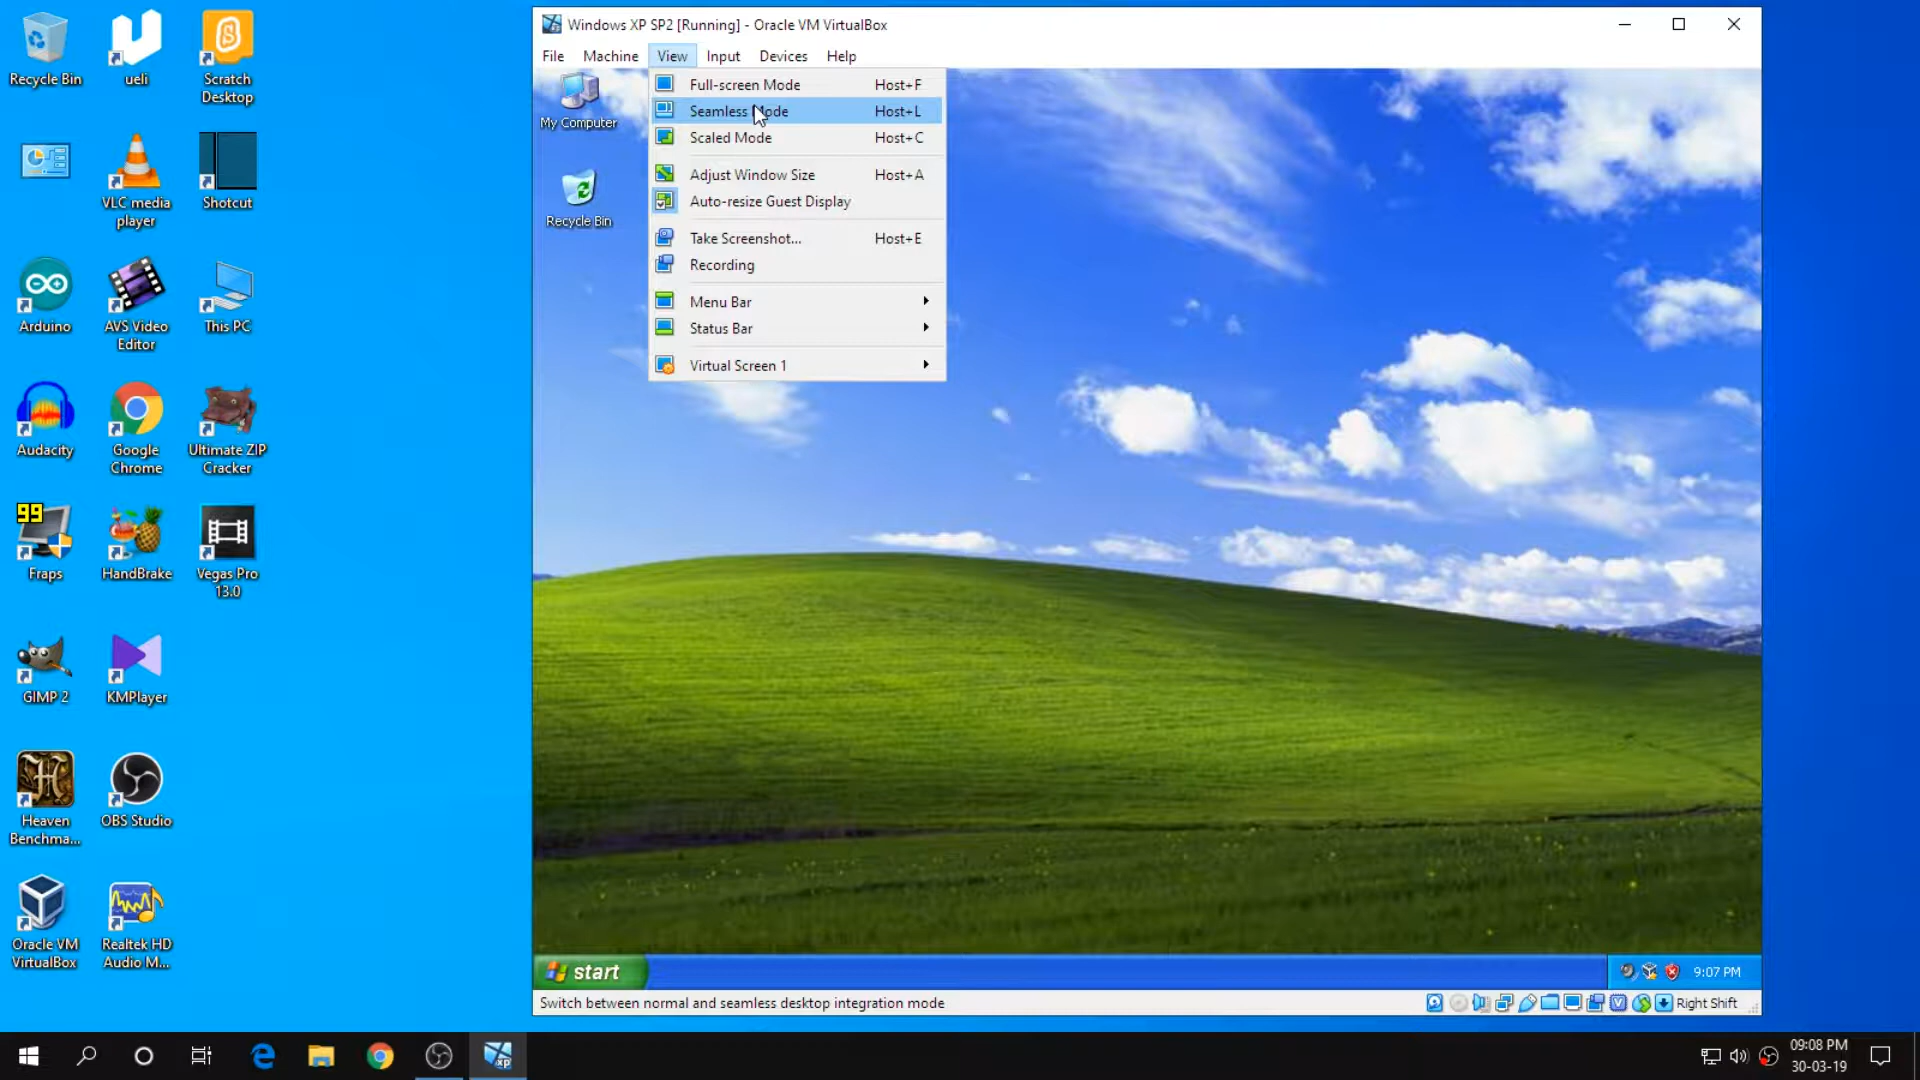 Recycle Bin
ueli
Scratch
Desktop
VLC media
player
Shotcut
Arduino
AVS Video
Editor
This PC
Audacity
Google
Chrome
Ultimate ZIP
Cracker
99
Fraps
HandBrake
Vegas Pro
13.0
GIMP 2
KMPlayer
Heaven
Benchma...
OBS Studio
Oracle VM
VirtualBox
Realtek HD
Audio M...
Windows XP SP2 [Running] - Oracle VM VirtualBox
File Machine View Input Devices Help
My Computer
Recycle Bin
Full-screen Mode Host+F
Seamless Mode Host+L
Scaled Mode Host+C
Adjust Window Size Host+A
Auto-resize Guest Display
Take Screenshot... Host+E
Recording
Menu Bar
Status Bar
Virtual Screen 1
start
9:07 PM
Switch between normal and seamless desktop integration mode
Right Shift
xp
09:08 PM
30-03-19